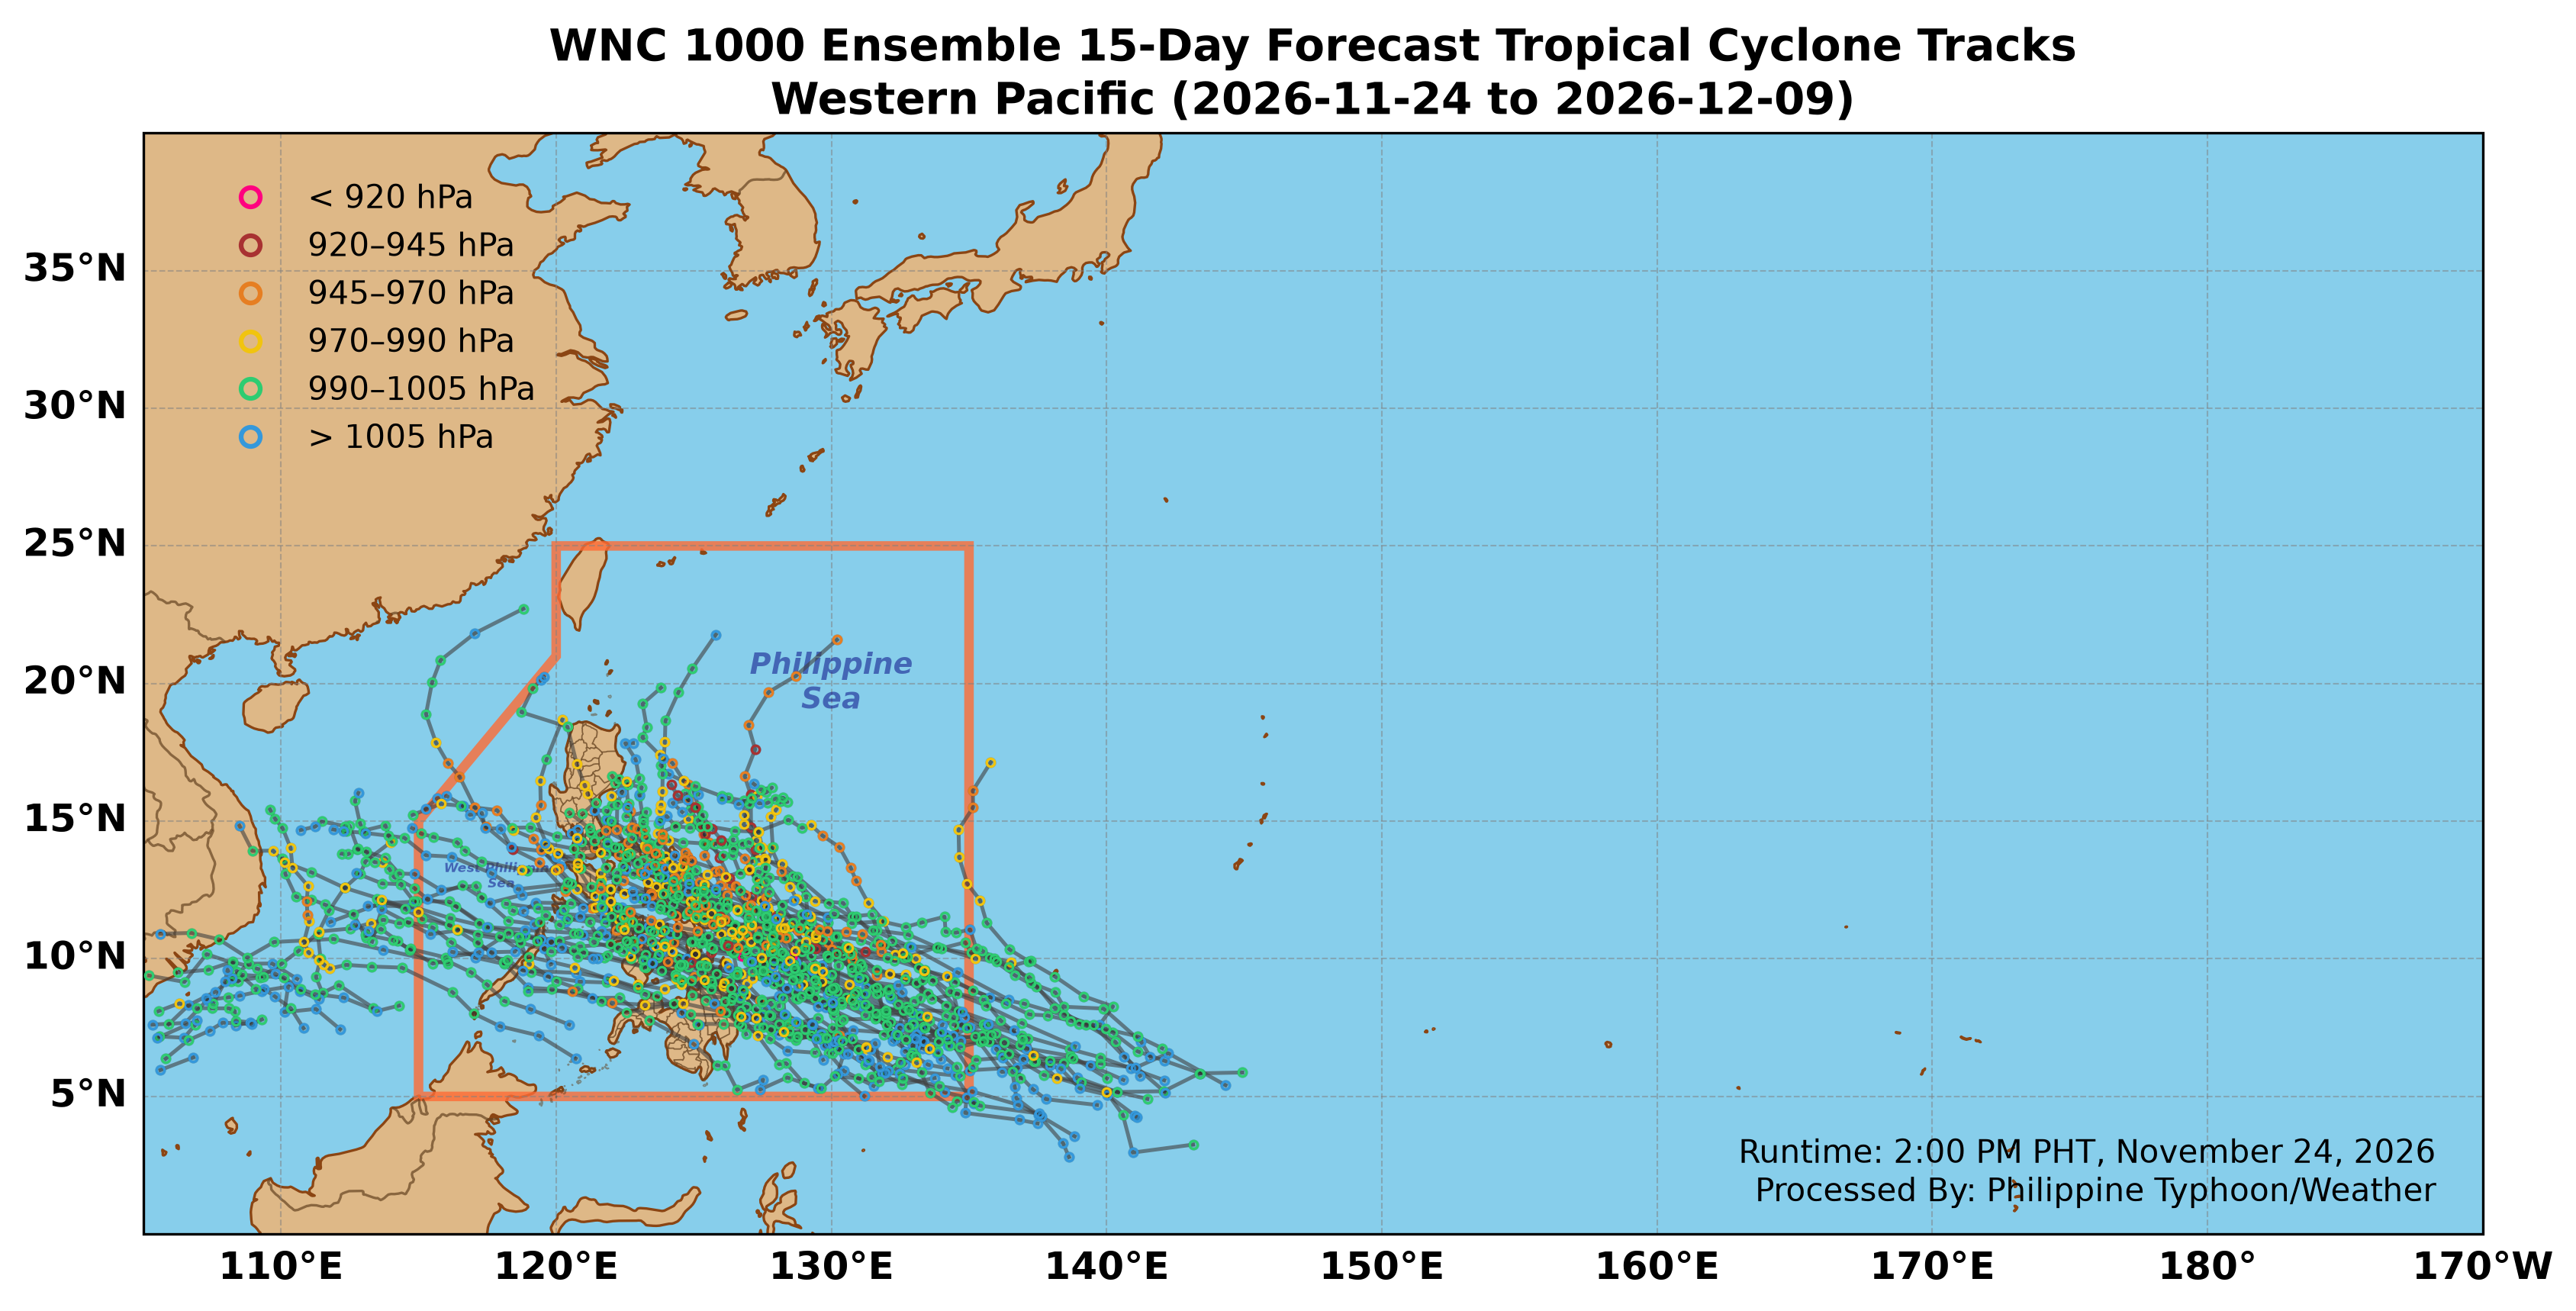 WNC 1000 Ensemble 15-Day Forecast Tropical Cyclone Tracks
Western Pacific (2026-11-24 to 2026-12-09)
< 920 hPa
920–945 hPa
945–970 hPa
970–990 hPa
990–1005 hPa
> 1005 hPa
35°N
30°N
25°N
20°N
15°N
10°N
5°N
Philippine
Sea
West
Sea
Runtime: 2:00 PM PHT, November 24, 2026
Processed By: Philippine Typhoon/Weather
110°E
120°E
130°E
140°E
150°E
160°E
170°E
180°
170°W